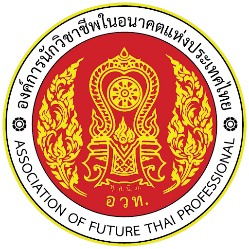 องค์การนักวิชาชีพในอนาคตแห่งประเทศไทย
อวท.
ASSOCIATION OF FUTURE THAI PROFESSIONAL